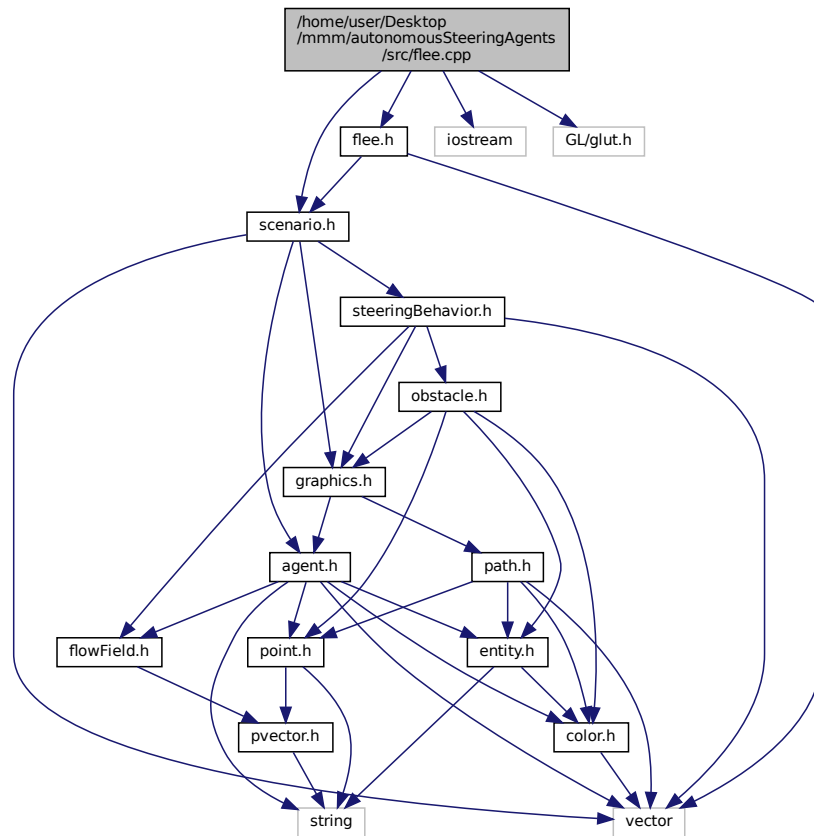 /home/user/Desktop
/mmm/autonomousSteeringAgents
/src/flee.cpp
flee.h
iostream
GL/glut.h
scenario.h
steeringBehavior.h
obstacle.h
graphics.h
agent.h
path.h
flowField.h
point.h
entity.h
pvector.h
color.h
string
vector